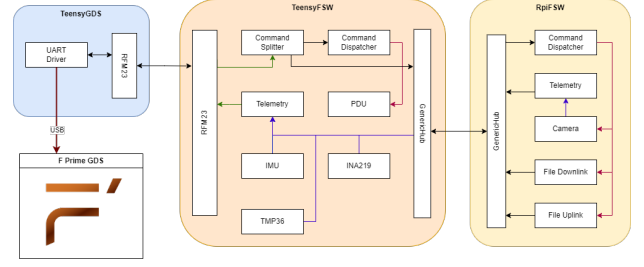 TeensyGDS
UART
Driver
RFM23
USB
F Prime GDS
TeensyFSW
RFM23
Command
Splitter
Command
Dispatcher
Telemetry
PDU
IMU
INA219
TMP36
GenericHub
RpiFSW
GenericHub
Command
Dispatcher
Telemetry
Camera
File Downlink
File Uplink